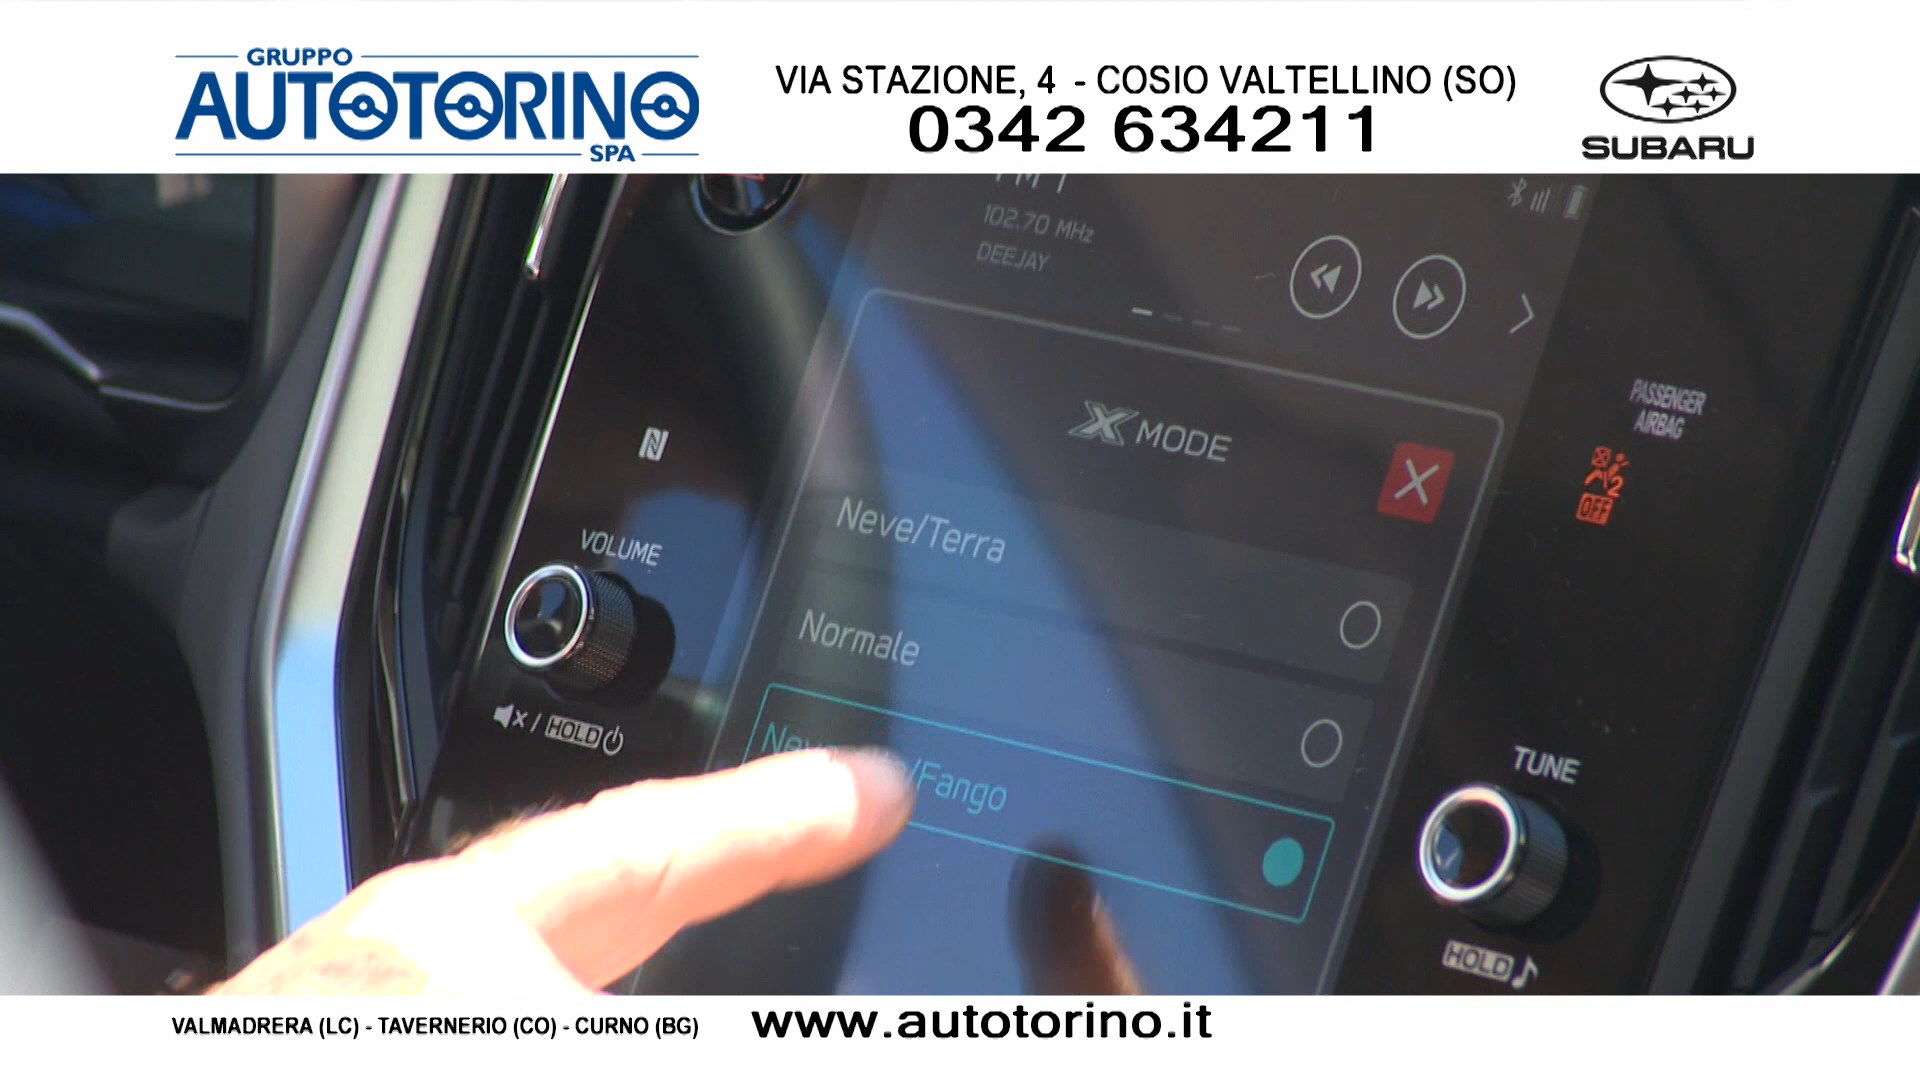 GRUPPO
AUTOTORINO
SPA
VIA STAZIONE, 4 - COSIO VALTELLINO (SO)
0342 634211
SUBARU
102.70 MHz
DEEJAY
PASSENGER
AIRBAG
2
OFF
X MODE
Neve/Terra
VOLUME
Normale
HOLD
/Fango
TUNE
HOLD
VALMADRERA (LC) - TAVERNERIO (CO) - CURNO (BG)
www.autotorino.it